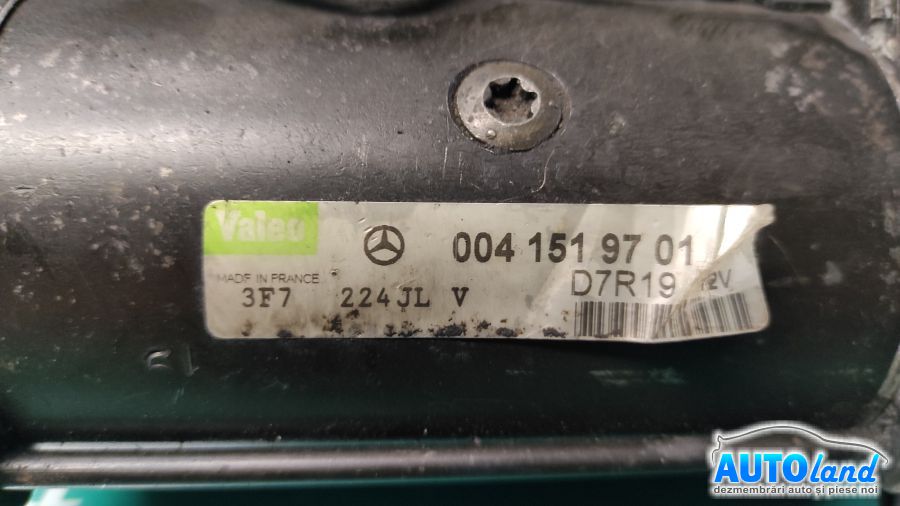 Valeo
004 151 97 01
MADE IN FRANCE
D7R19 12V
3F7 224JL V
AUTOland
dezmembrări auto și piese noi